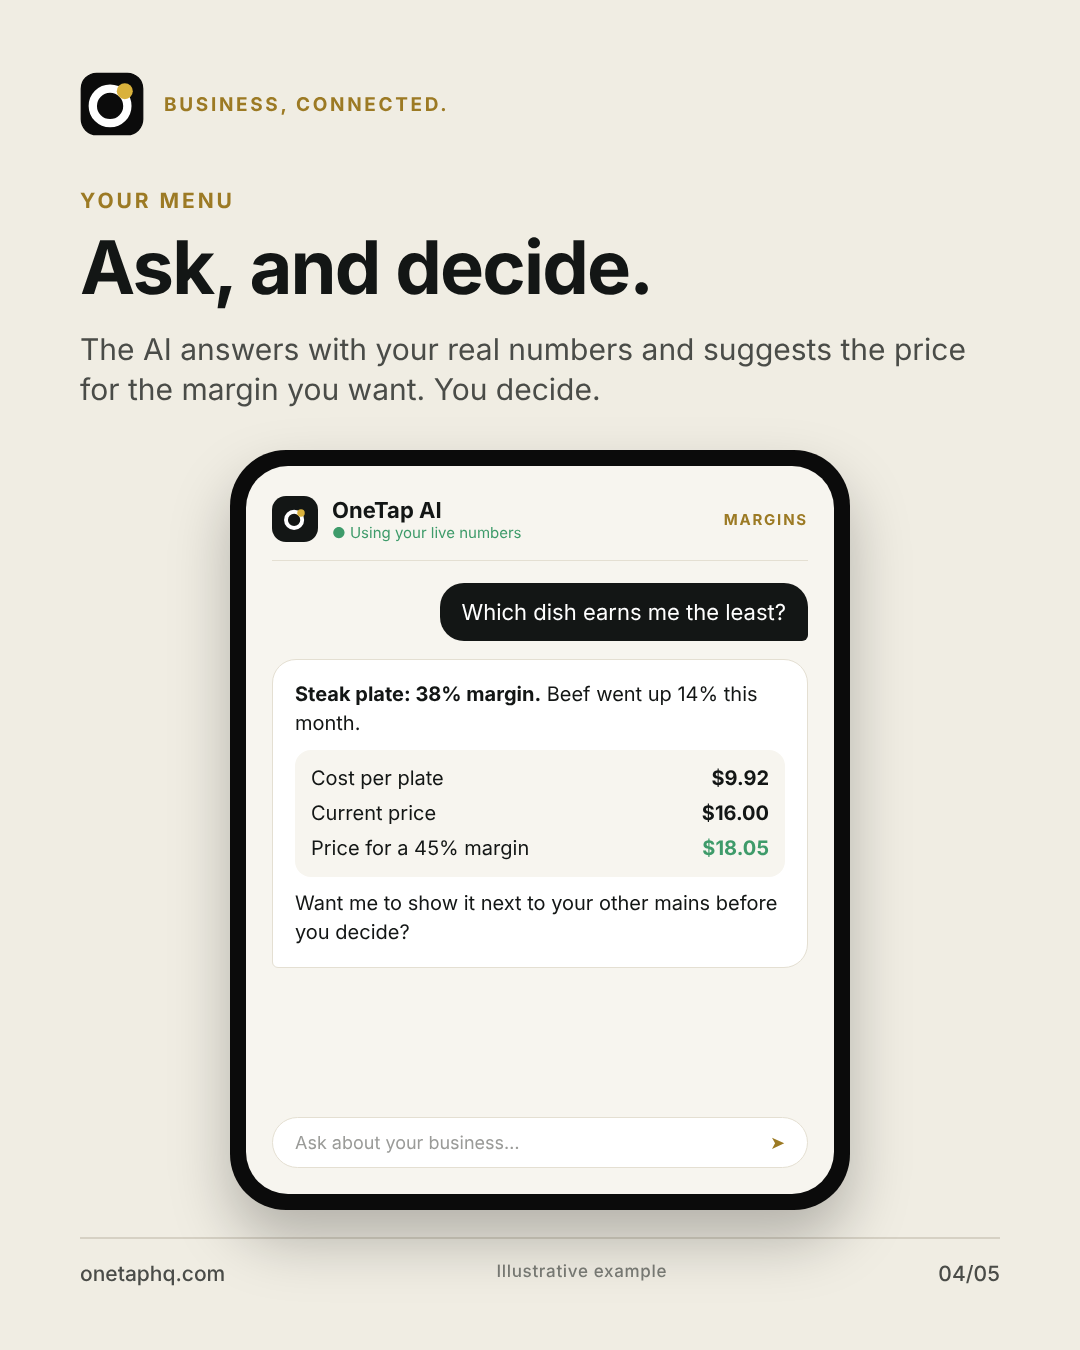 BUSINESS, CONNECTED.
YOUR MENU
Ask, and decide.
The AI answers with your real numbers and suggests the price
for the margin you want. You decide.
OneTap AI
Using your live numbers
MARGINS
Which dish earns me the least?
Steak plate: 38% margin. Beef went up 14% this
month.
Cost per plate $9.92
Current price $16.00
Price for a 45% margin $18.05
Want me to show it next to your other mains before
you decide?
Ask about your business...
onetaphq.com
Illustrative example
04/05